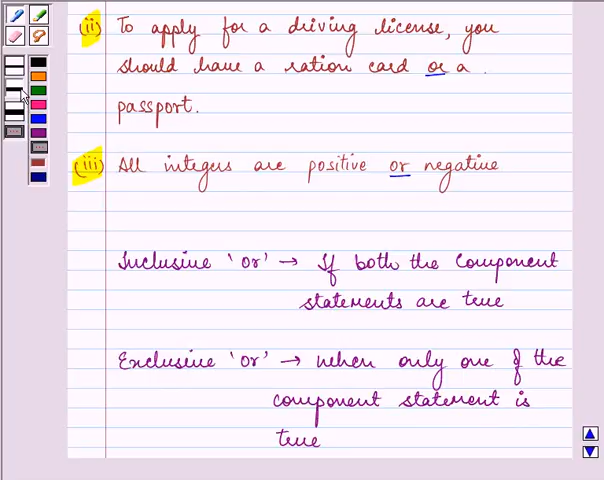 (ii) To apply for a driving license, you
should have a ration card or a
passport.
(iii) All integers are positive or negative
Inclusive 'or' → If both the component
statements are true
Exclusive 'or' → When only one of the
component statement is
true